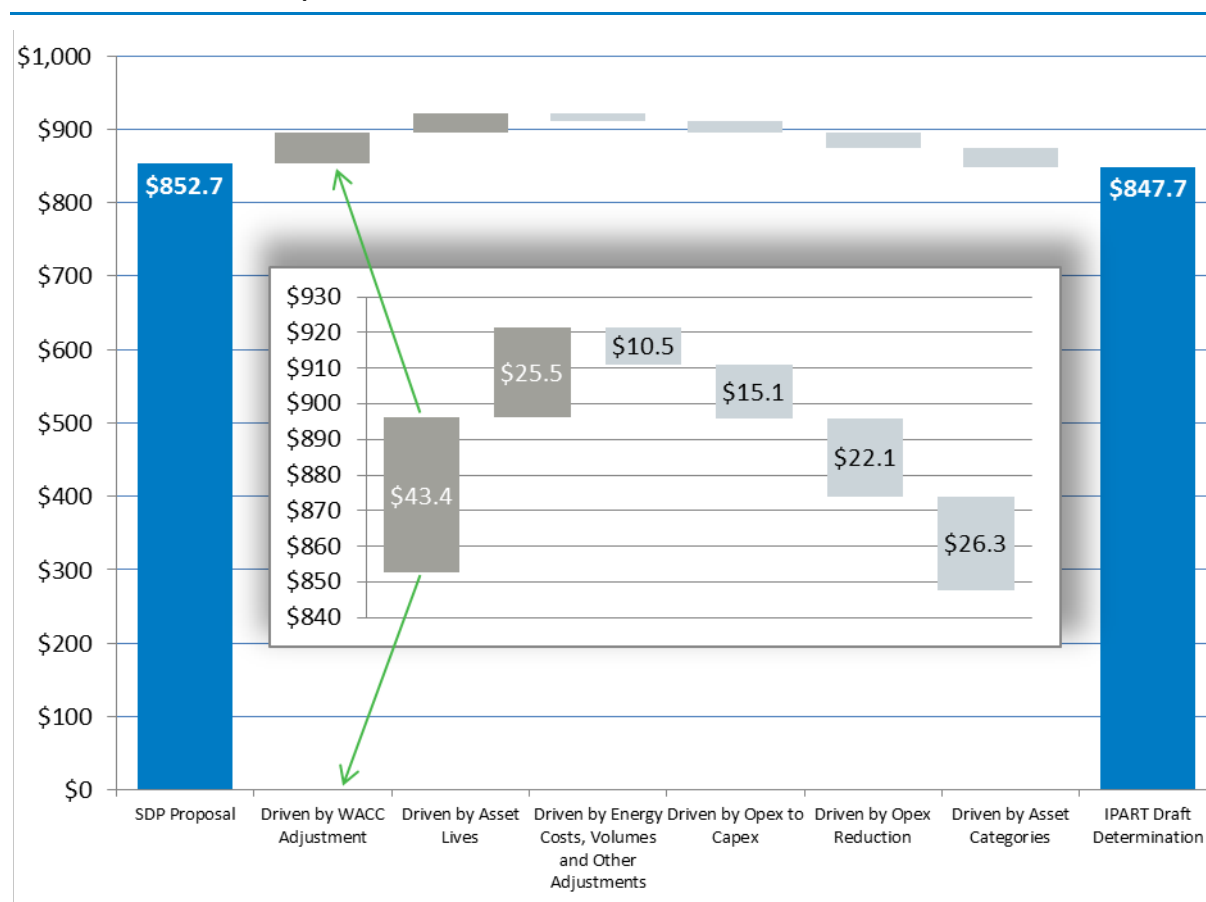 $1,000
$900
$800
$700
$600
$500
$400
$300
$200
$100
$0
$852.7
$847.7
$930
$920
$910
$900
$890
$880
$870
$860
$850
$840
$43.4
$25.5
$10.5
$15.1
$22.1
$26.3
SDP Proposal
Driven by WACC
Adjustment
Driven by Asset
Lives
Driven by Energy
Costs, Volumes
and Other
Adjustments
Driven by Opex to
Capex
Driven by Opex
Reduction
Driven by Asset
Categories
IPART Draft
Determination